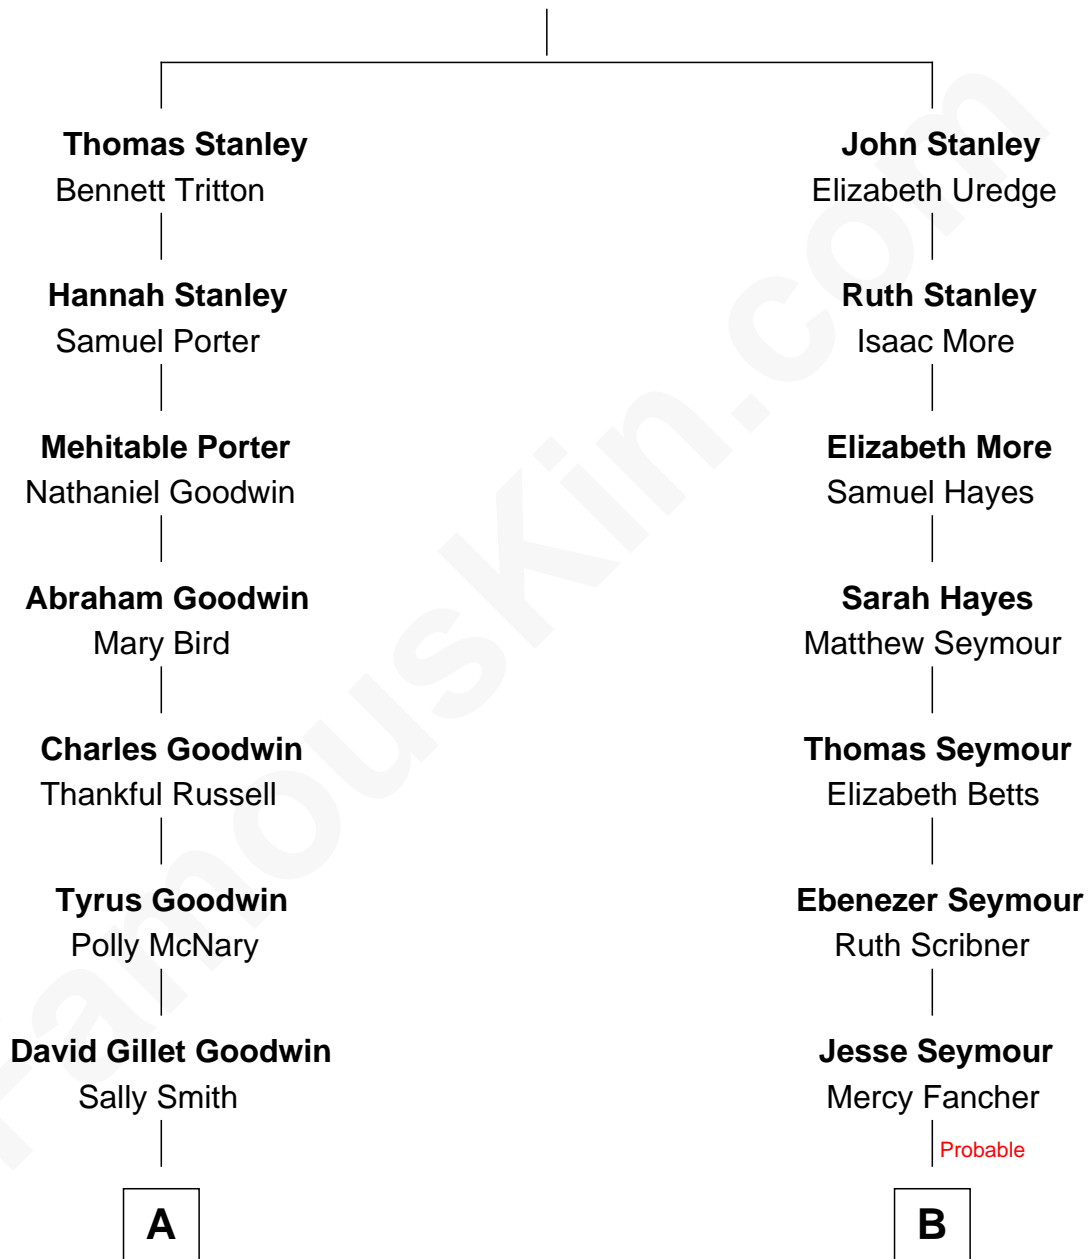 Thomas Stanley
Bennett Tritton
Hannah Stanley
Samuel Porter
Mehitable Porter
Nathaniel Goodwin
Abraham Goodwin
Mary Bird
Charles Goodwin
Thankful Russell
Tyrus Goodwin
Polly McNary
David Gillet Goodwin
Sally Smith
A
John Stanley
Elizabeth Uredge
Ruth Stanley
Isaac More
Elizabeth More
Samuel Hayes
Sarah Hayes
Matthew Seymour
Thomas Seymour
Elizabeth Betts
Ebenezer Seymour
Ruth Scribner
Jesse Seymour
Mercy Fancher
Probable
B
FamousKin.com